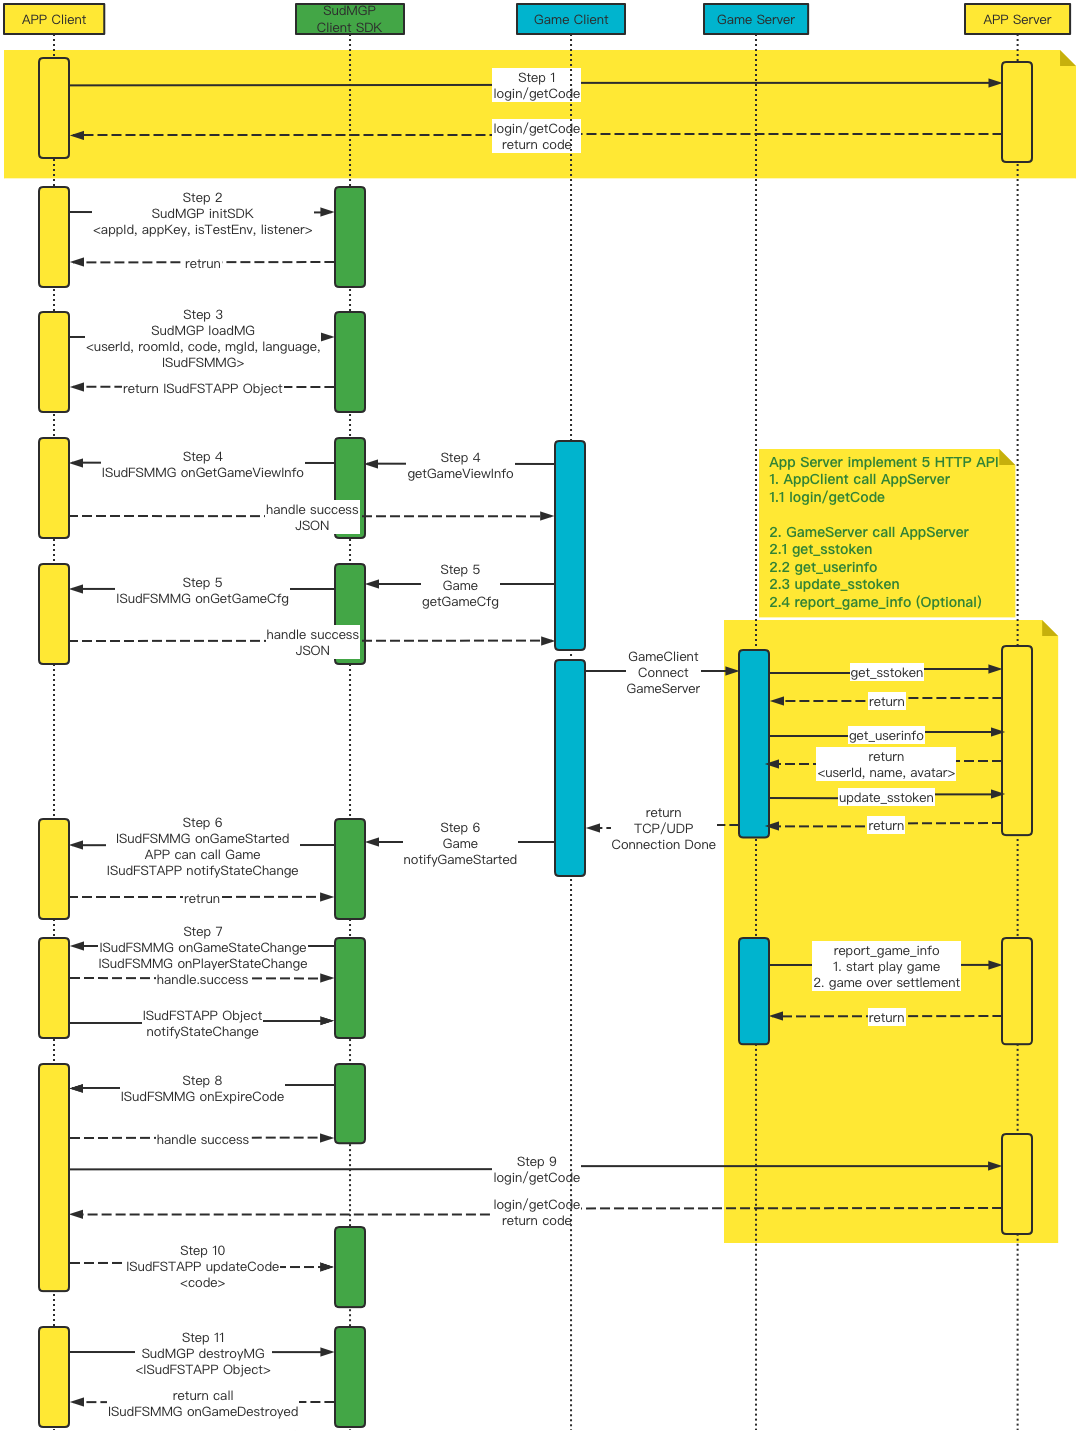 APP Client
SudMGP
Client SDK
Game Client
Game Server
APP Server
Step 1
login/getCode
login/getCode
return code
Step 2
SudMGP initSDK
<appId, appKey, isTestEnv, listener>
retrun
Step 3
SudMGP loadMG
<userId, roomId, code, mgId, language,
ISudFSMMG>
return ISudFSTAPP Object
Step 4
ISudFSMMG onGetGameViewInfo
Step 4
getGameViewInfo
handle success
JSON
App Server implement 5 HTTP API
1. AppClient call AppServer
1.1 login/getCode
2. GameServer call AppServer
2.1 get_sstoken
2.2 get_userinfo
2.3 update_sstoken
2.4 report_game_info (Optional)
Step 5
ISudFSMMG onGetGameCfg
Step 5
Game
getGameCfg
handle success
JSON
GameClient
Connect
GameServer
get_sstoken
return
get_userinfo
return
<userId, name, avatar>
update_sstoken
return
return
TCP/UDP
Connection Done
Step 6
ISudFSMMG onGameStarted
APP can call Game
ISudFSTAPP notifyStateChange
Step 6
Game
notifyGameStarted
retrun
Step 7
ISudFSMMG onGameStateChange
ISudFSMMG onPlayerStateChange
handle.success
ISudFSTAPP Object
notifyStateChange
report_game_info
1. start play game
2. game over settlement
return
Step 8
ISudFSMMG onExpireCode
handle success
Step 9
login/getCode
login/getCode
return code
Step 10
ISudFSTAPP updateCode
<code>
Step 11
SudMGP destroyMG
<ISudFSTAPP Object>
return call
ISudFSMMG onGameDestroyed